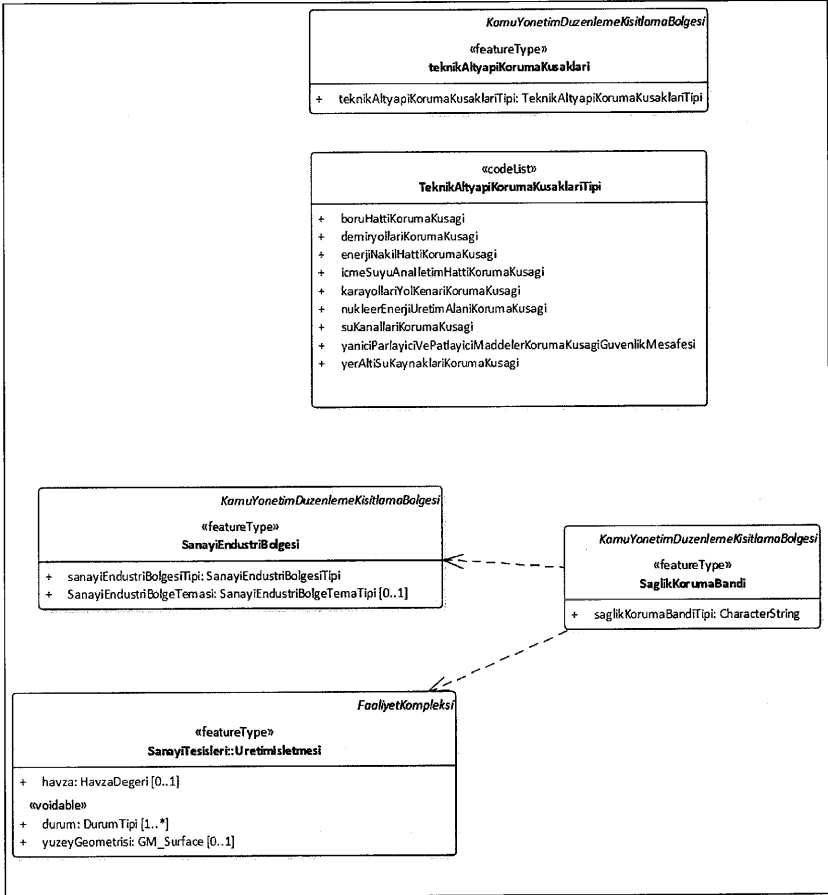 KamuYonetimDuzenlemeKisitlamaBolgesi
«featureType»
teknikAltyapiKorumaKusaklari
+ teknikAltyapiKorumaKusaklariTipi: TeknikAltyapiKorumaKusaklariTipi
«codeList»
TeknikAltyapiKorumaKusaklariTipi
+ boruHattiKorumaKusagi
+ demiryollariKorumaKusagi
+ enerjiNakilHattiKorumaKusagi
+ icmeSuyuAnaIletimHattiKorumaKusagi
+ karayollariYolKenariKorumaKusagi
+ nukleerEnerjiUretimAlaniKorumaKusagi
+ suKanallariKorumaKusagi
+ yaniciParlayiciVePatlayiciMaddelerKorumaKusagiGuvenlikMesafesi
+ yerAltiSuKaynaklariKorumaKusagi
KamuYonetimDuzenlemeKisitlamaBolgesi
«featureType»
SanayiEndustriBolgesi
+ sanayiEndustriBolgesiTipi: SanayiEndustriBolgesiTipi
+ SanayiEndustriBolgeTemasi: SanayiEndustriBolgeTemaTipi [0..1]
KamuYonetimDuzenlemeKisitlamaBolgesi
«featureType»
SaglikKorumaBandi
+ saglikKorumaBandiTipi: CharacterString
FaaliyetKompleksi
«featureType»
SanayiTesisleri::UretimIsletmesi
+ havza: HavzaDegeri [0..1]
«voidable»
+ durum: DurumTipi [1..*]
+ yuzeyGeometrisi: GM_Surface [0..1]